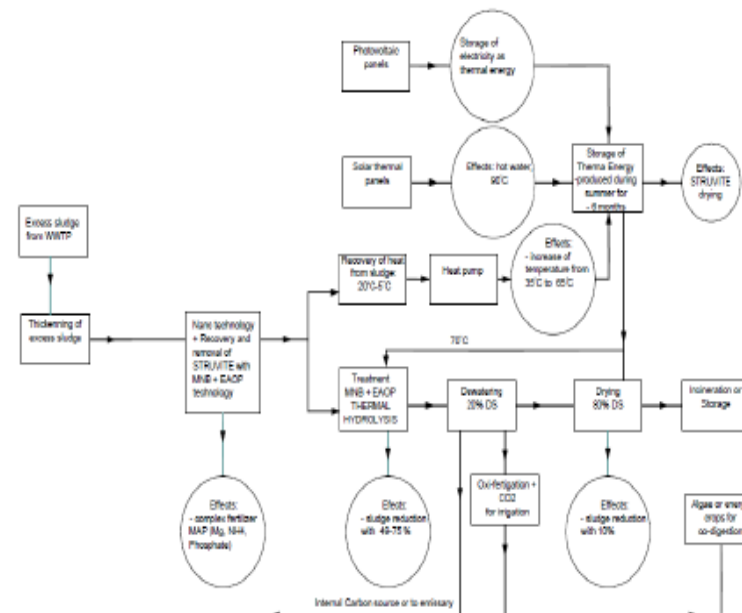 Photovoltaic
panels
Storage of
electricity as
thermal energy
Solar thermal
panels
Effects: hot water,
90°C
Storage of
Therma Energy
-produced during
summer for
- 6 months
Effects:
STRUVITE
drying
Excess sludge
from WWTP
Recovery of heat
from sludge:
20°C-5°C
Heat pump
Effects:
- increase of
temperature from
35°C to 65°C
Thickenning of
excess sludge
Nano technology
+ Recovery and
removal of
STRUVITE with
MNB + EAOP
technology
70°C
Treatment
MNB + EAOP
THERMAL
HYDROLYSIS
Dewatering
20% DS
Drying
80% DS
Incineration or
Storage
Effects:
- complex fertilizer
MAP (Mg, NH4,
Phosphate)
Effects:
- sludge reduction
with 49-75 %
Oxi-fertigation +
CO2
for irrigation
Effects:
- sludge reduction
with 10%
Algae or energy
crops for
co-digestion
Internal Carbon source or to emissary